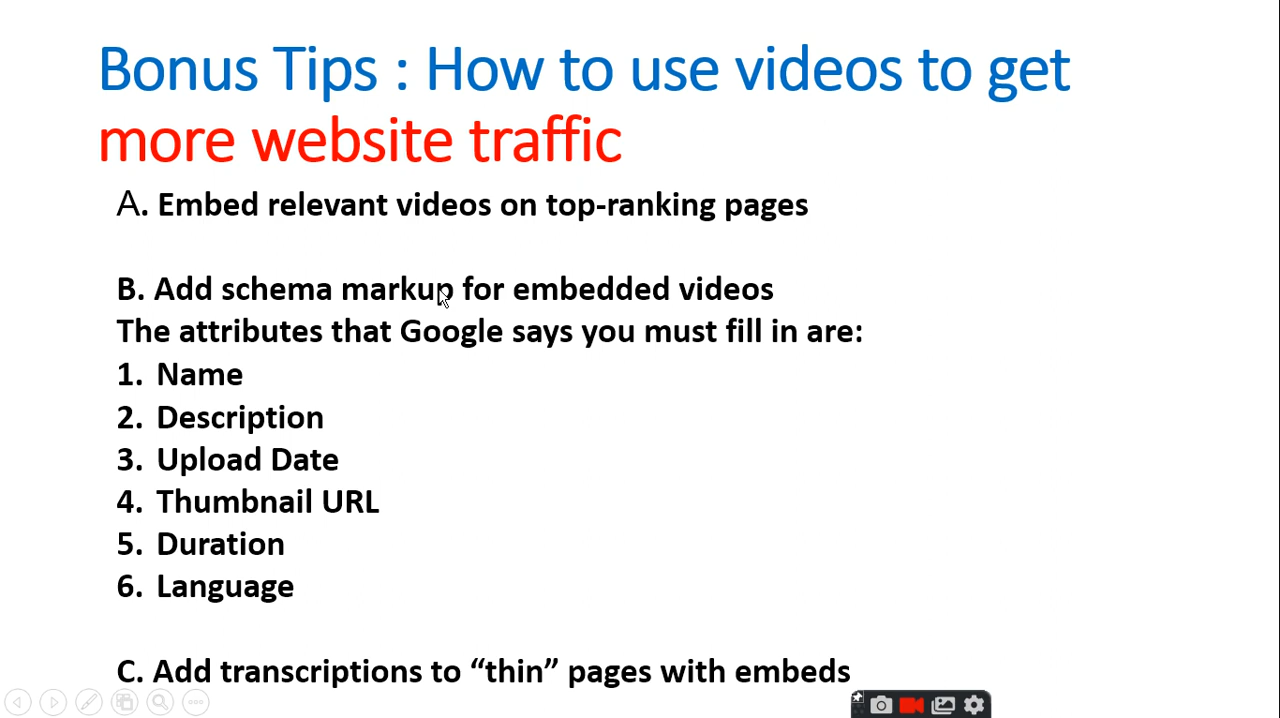 Bonus Tips : How to use videos to get
more website traffic
A. Embed relevant videos on top-ranking pages
B. Add schema markup for embedded videos
The attributes that Google says you must fill in are:
1. Name
2. Description
3. Upload Date
4. Thumbnail URL
5. Duration
6. Language
C. Add transcriptions to “thin” pages with embeds